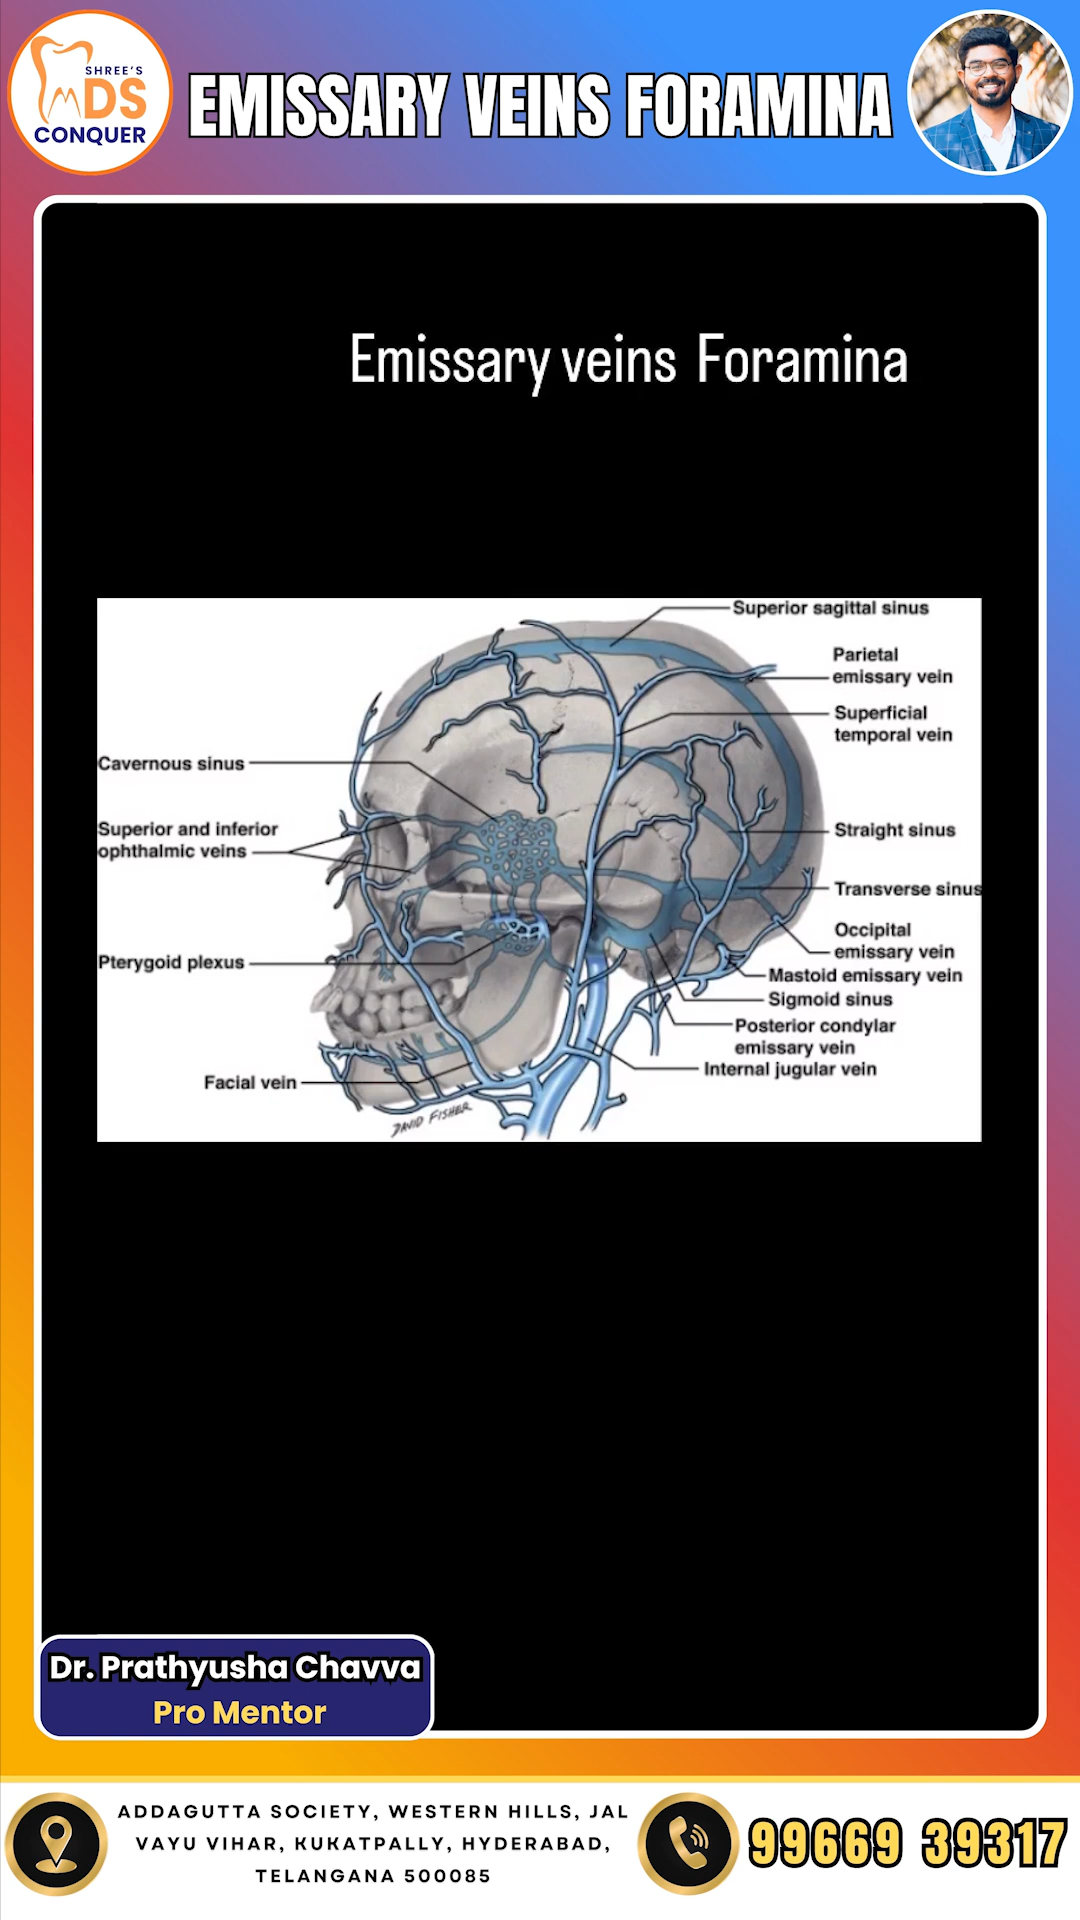 SHREE'S
MDS
CONQUER
EMISSARY VEINS FORAMINA
Emissary veins Foramina
Superior sagittal sinus
Parietal
emissary vein
Superficial
temporal vein
Cavernous sinus
Superior and inferior
ophthalmic veins
Straight sinus
Transverse sinus
Occipital
emissary vein
Pterygoid plexus
Mastoid emissary vein
Sigmoid sinus
Posterior condylar
emissary vein
Internal jugular vein
Facial vein
DAVID FISHER
Dr. Prathyusha Chavva
Pro Mentor
ADDAGUTTA SOCIETY, WESTERN HILLS, JAL
VAYU VIHAR, KUKATPALLY, HYDERABAD,
TELANGANA 500085
99669 39317